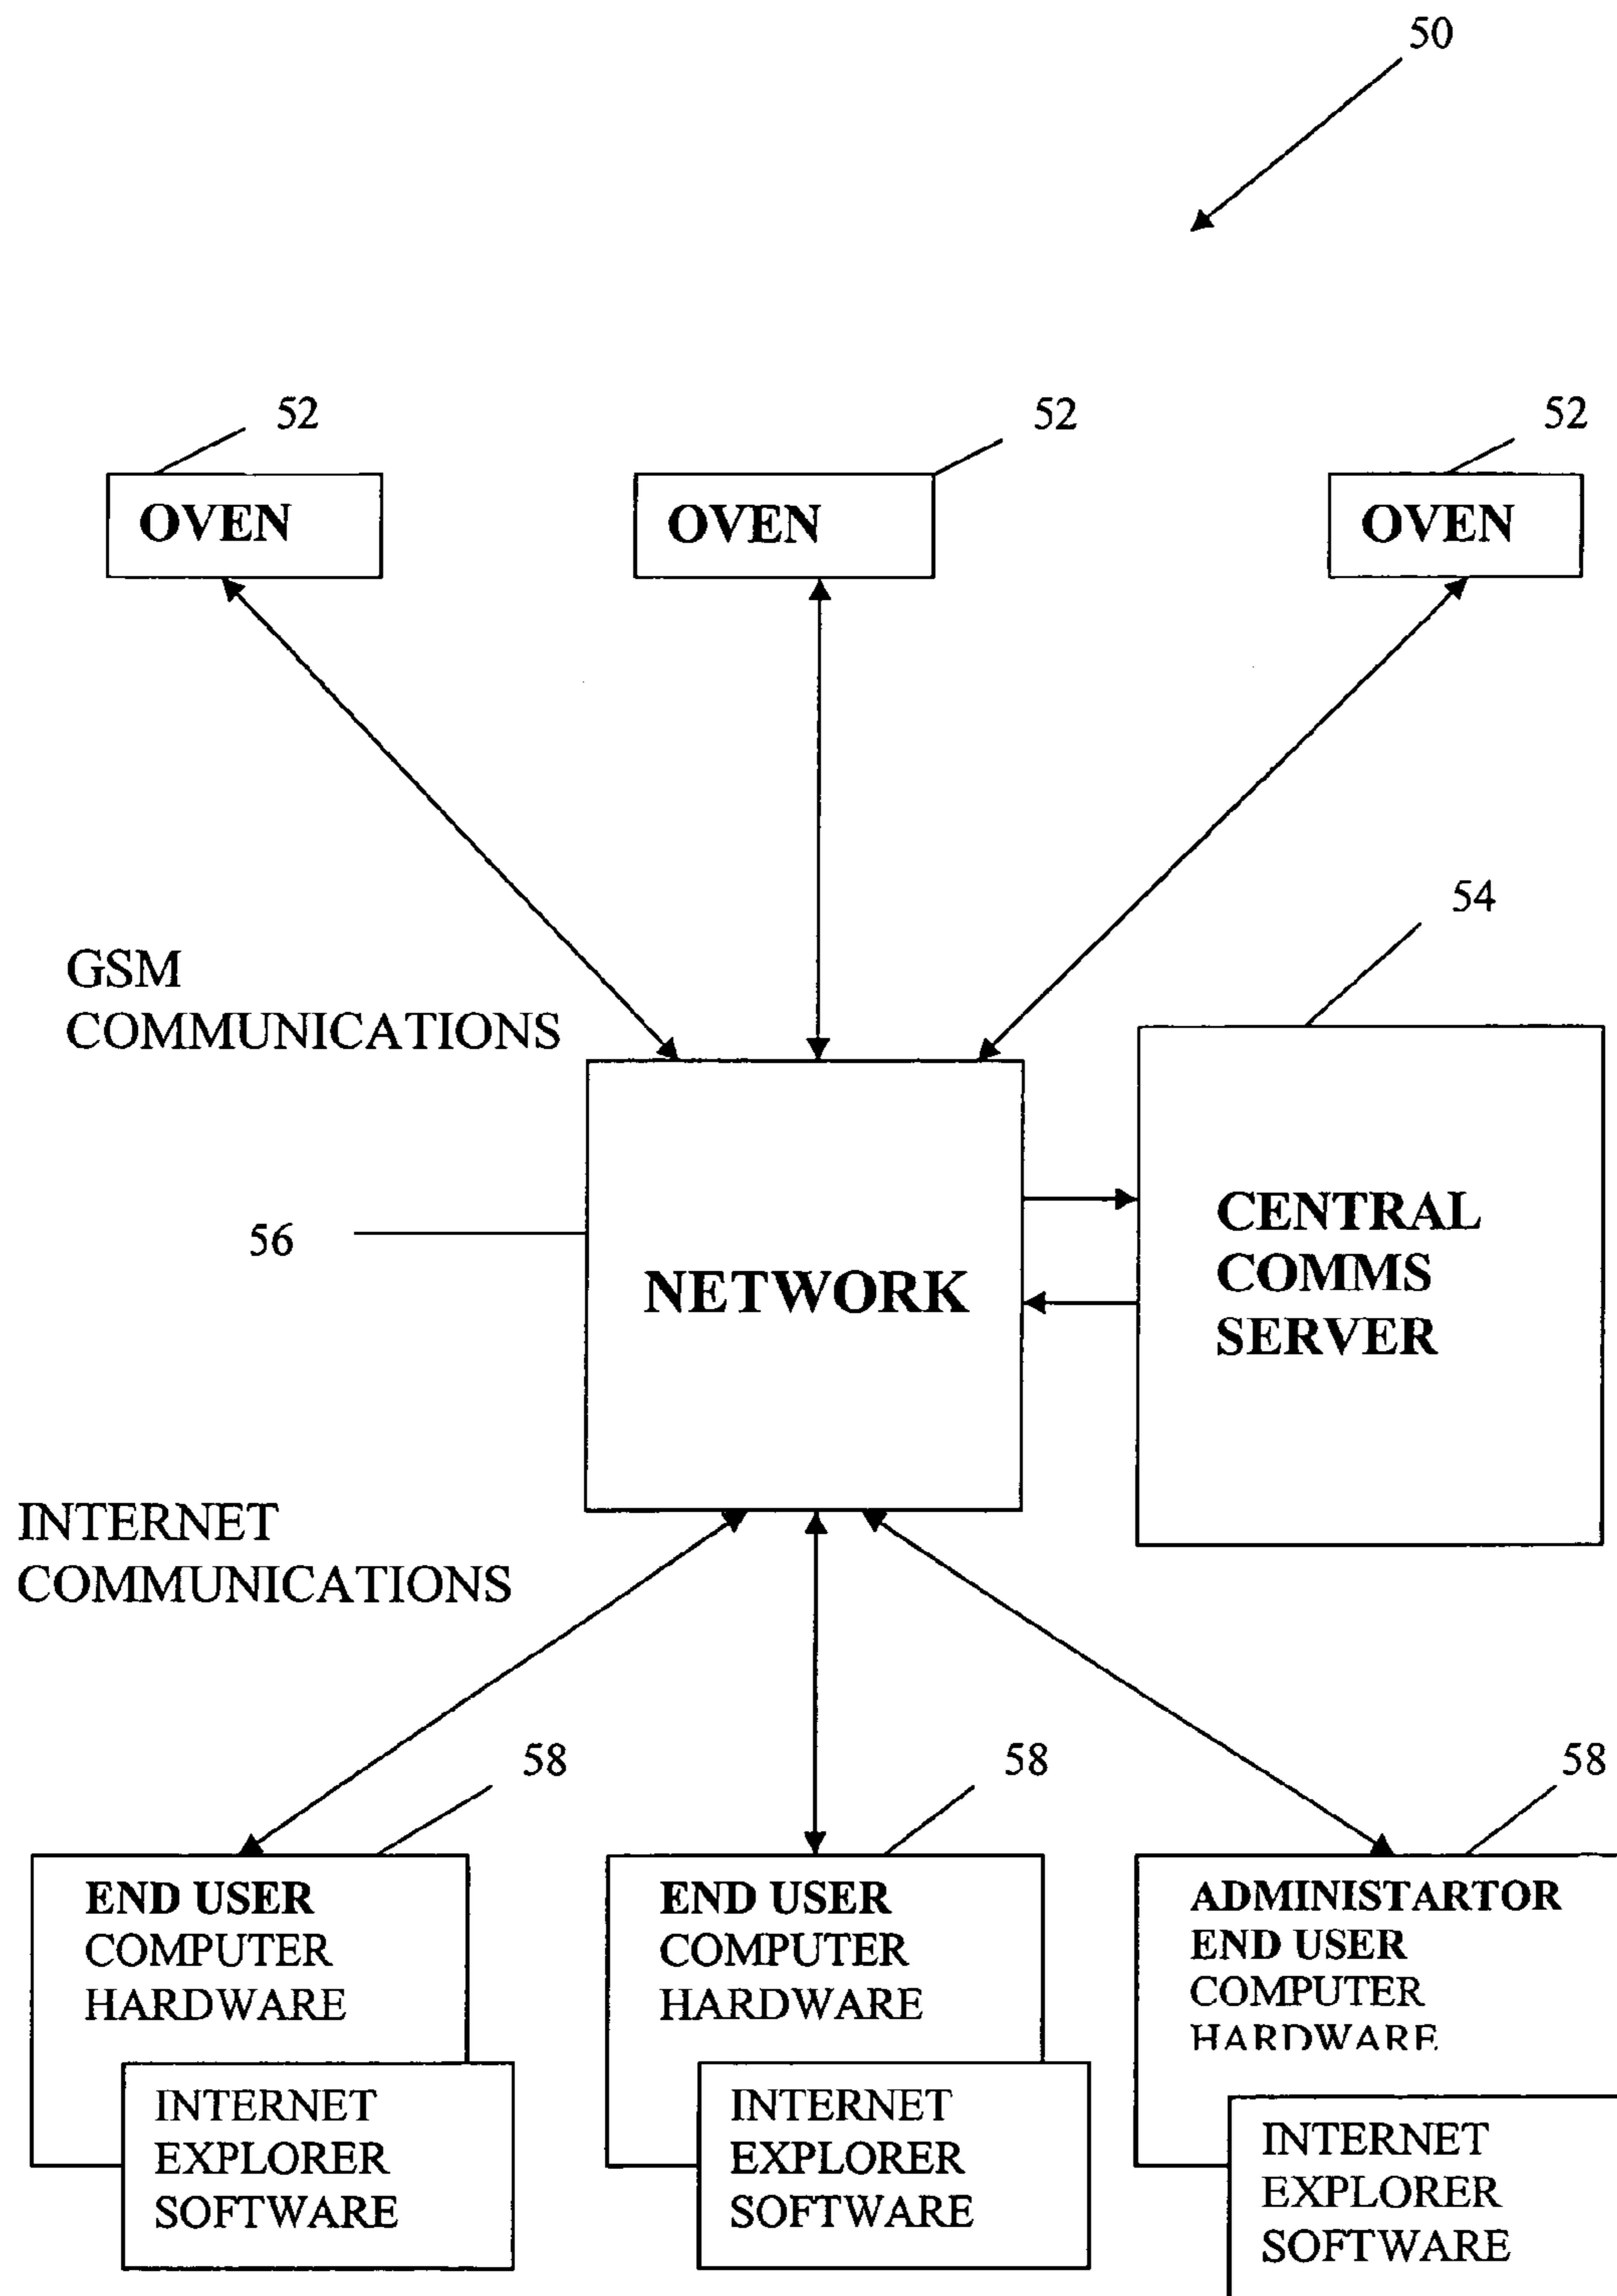 50
52
52
52
OVEN
OVEN
OVEN
54
GSM
COMMUNICATIONS
56
NETWORK
CENTRAL
COMMS
SERVER
INTERNET
COMMUNICATIONS
58
58
58
END USER
COMPUTER
HARDWARE
INTERNET
EXPLORER
SOFTWARE
END USER
COMPUTER
HARDWARE
INTERNET
EXPLORER
SOFTWARE
ADMINISTARTOR
END USER
COMPUTER
HARDWARE
INTERNET
EXPLORER
SOFTWARE